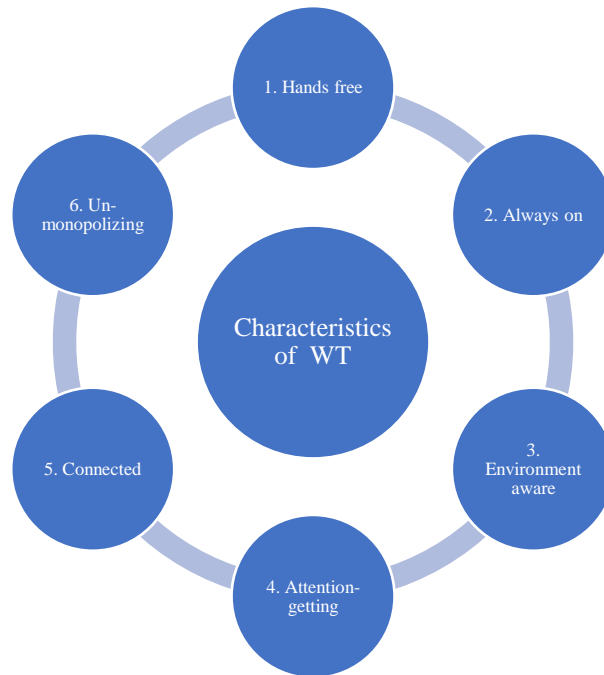 1. Hands free
2. Always on
3.
Environment
aware
4. Attention-
getting
5. Connected
6. Un-
monopolizing
Characteristics
of WT